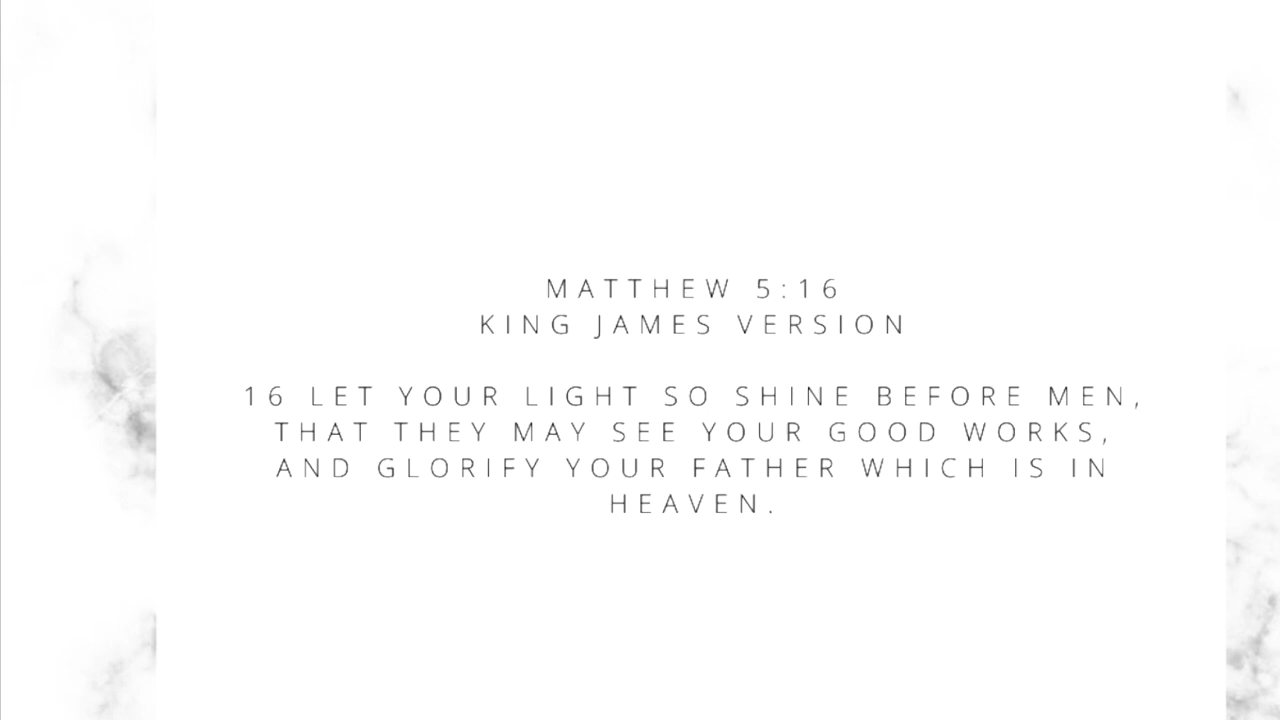 MATTHEW 5:16
KING JAMES VERSION
16 LET YOUR LIGHT SO SHINE BEFORE MEN,
THAT THEY MAY SEE YOUR GOOD WORKS,
AND GLORIFY YOUR FATHER WHICH IS IN
HEAVEN.